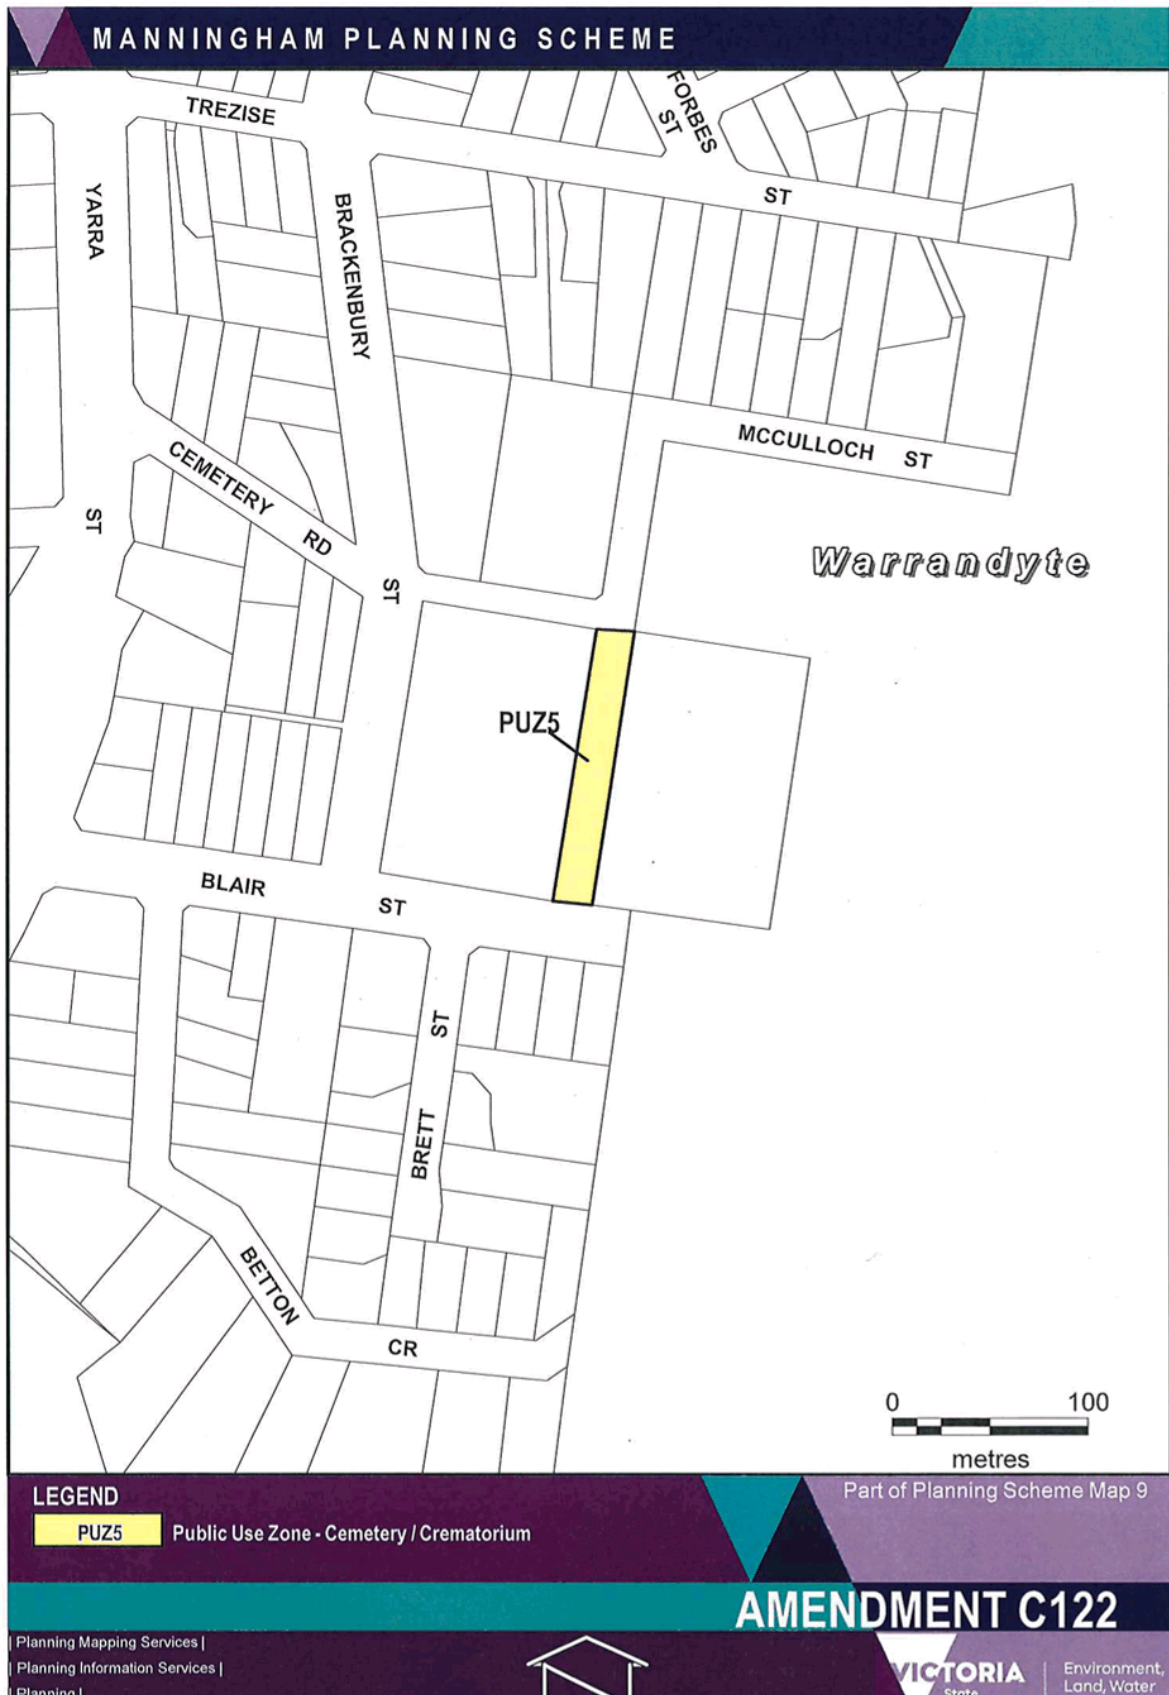 MANNINGHAM PLANNING SCHEME
FORBES
ST
TREZISE
ST
YARRA
BRACKENBURY
MCCULLOCH ST
CEMETERY RD
ST
ST
Warrandyte
PUZ5
BLAIR
ST
ST
BRETT
BETTON
CR
0 100
metres
LEGEND
Part of Planning Scheme Map 9
PUZ5 Public Use Zone - Cemetery / Crematorium
AMENDMENT C122
| Planning Mapping Services |
| Planning Information Services |
| Planning |
N
VICTORIA
State
Environment,
Land, Water